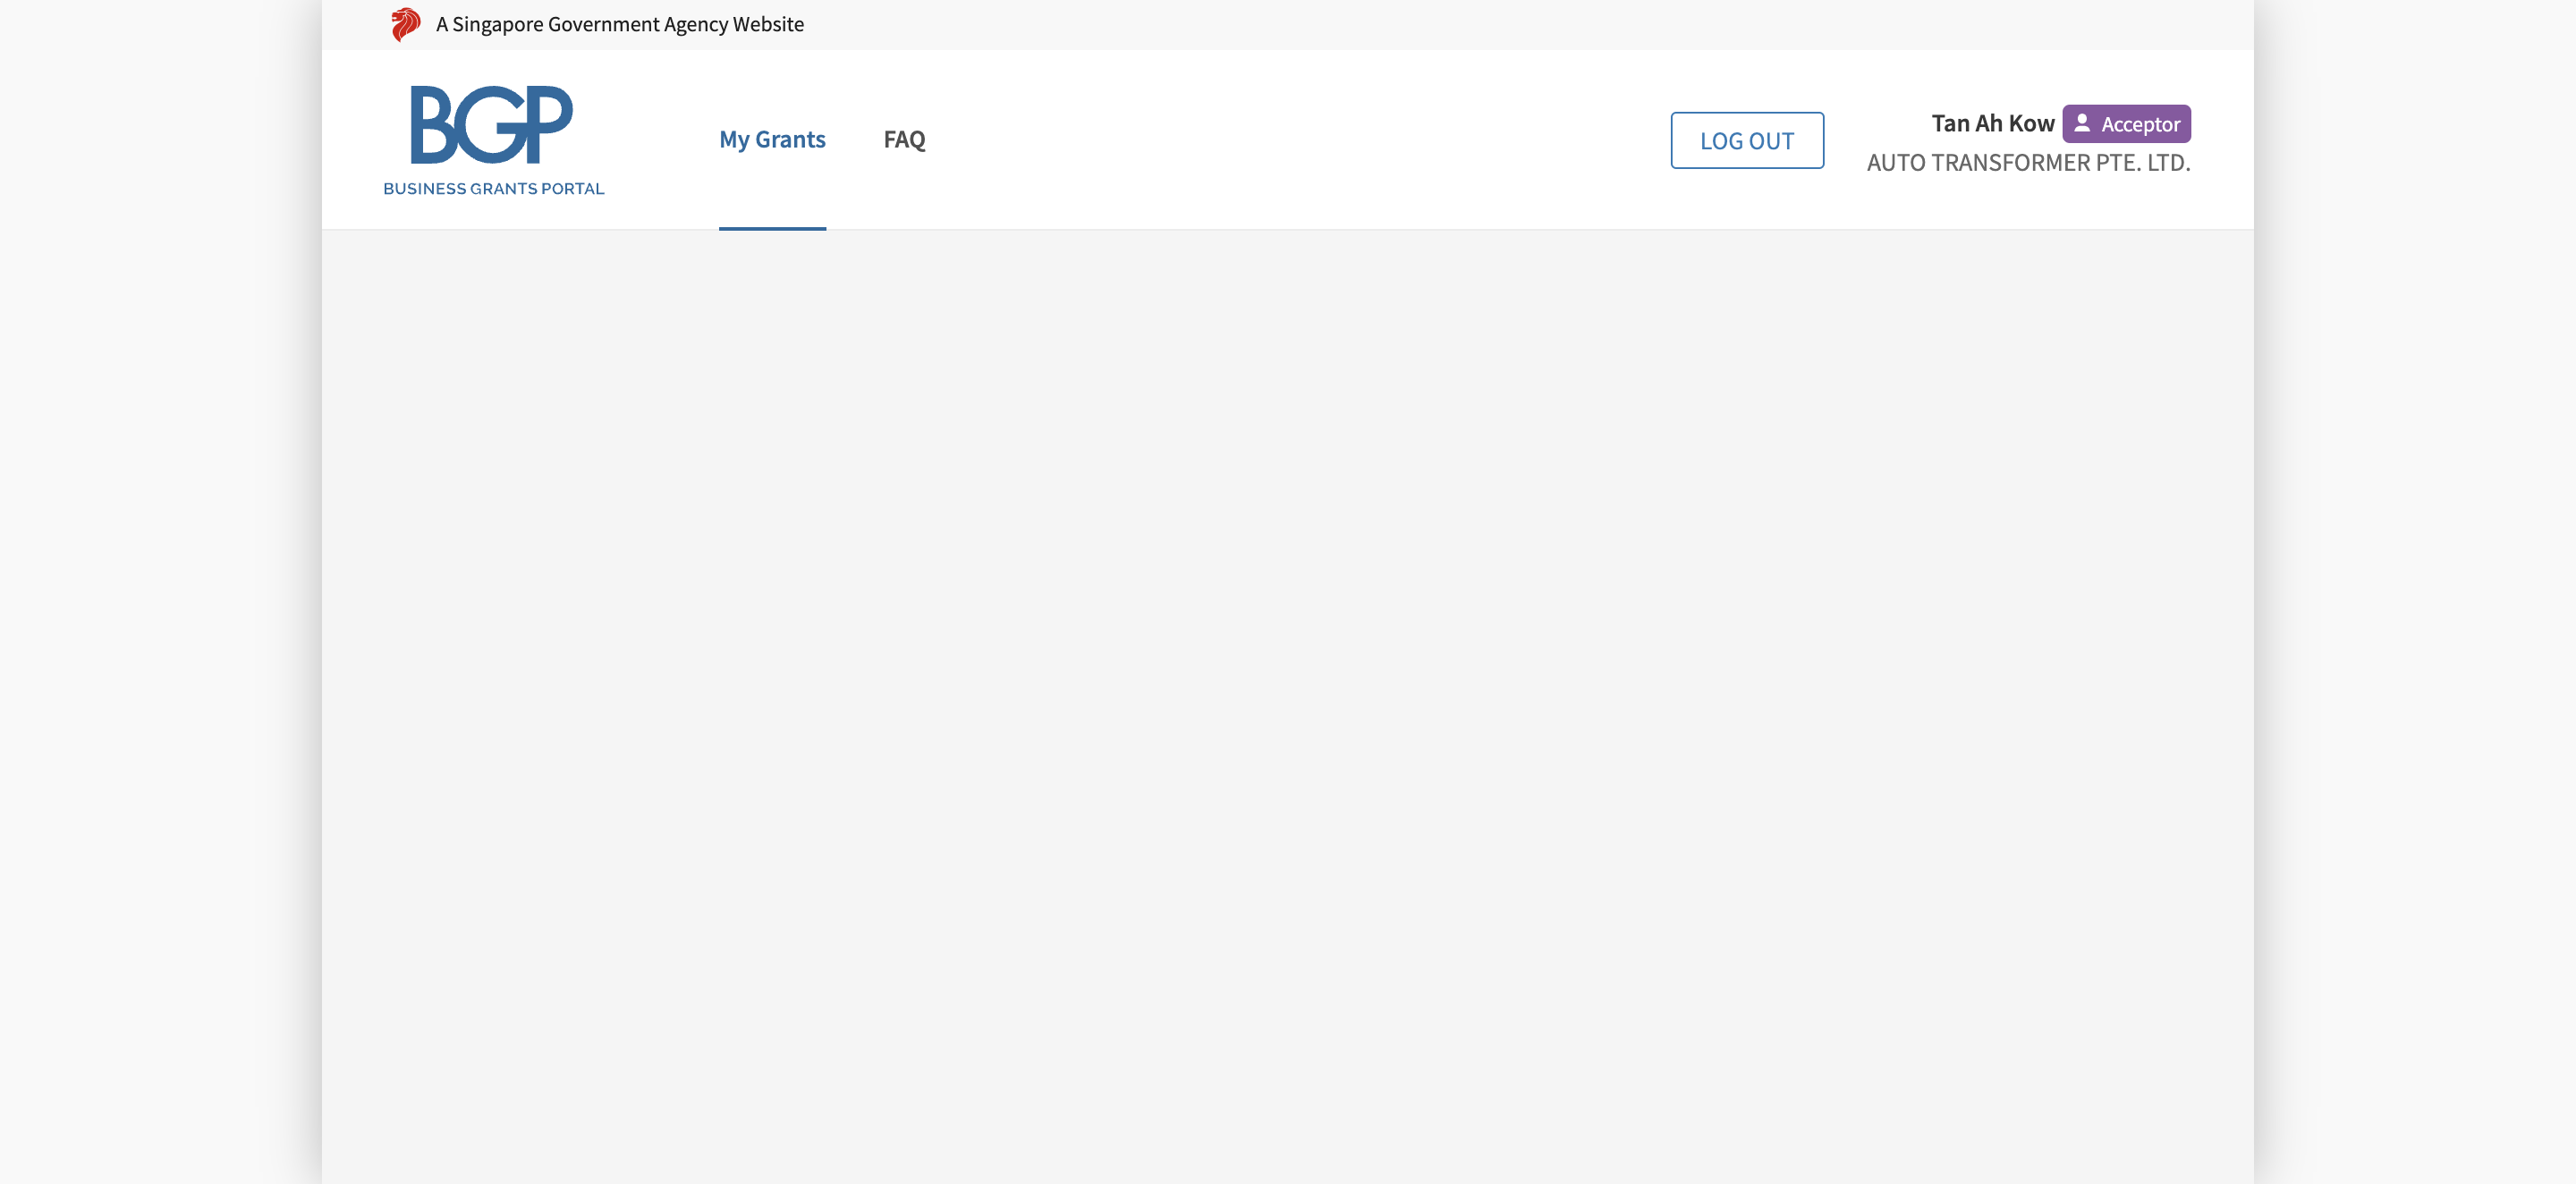 A Singapore Government Agency Website
BGP
BUSINESS GRANTS PORTAL
My Grants
FAQ
LOG OUT
Tan Ah Kow
Acceptor
AUTO TRANSFORMER PTE. LTD.